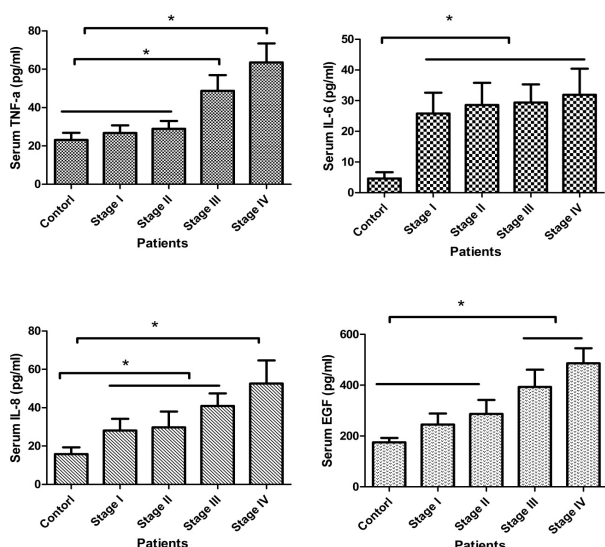 *
*
80
60
40
20
0
Serum TNF-a (pg/ml)
Contorl
Stage I
Stage II
Stage III
Stage IV
Patients
*
50
40
30
20
10
0
Serum IL-6 (pg/ml)
Control
Stage I
Stage II
Stage III
Stage IV
Patients
*
*
80
60
40
20
0
Serum IL-8 (pg/ml)
Contorl
Stage I
Stage II
Stage III
Stage IV
Patients
*
600
400
200
0
Serum EGF (pg/ml)
Control
Stage I
Stage II
Stage III
Stage IV
Patients